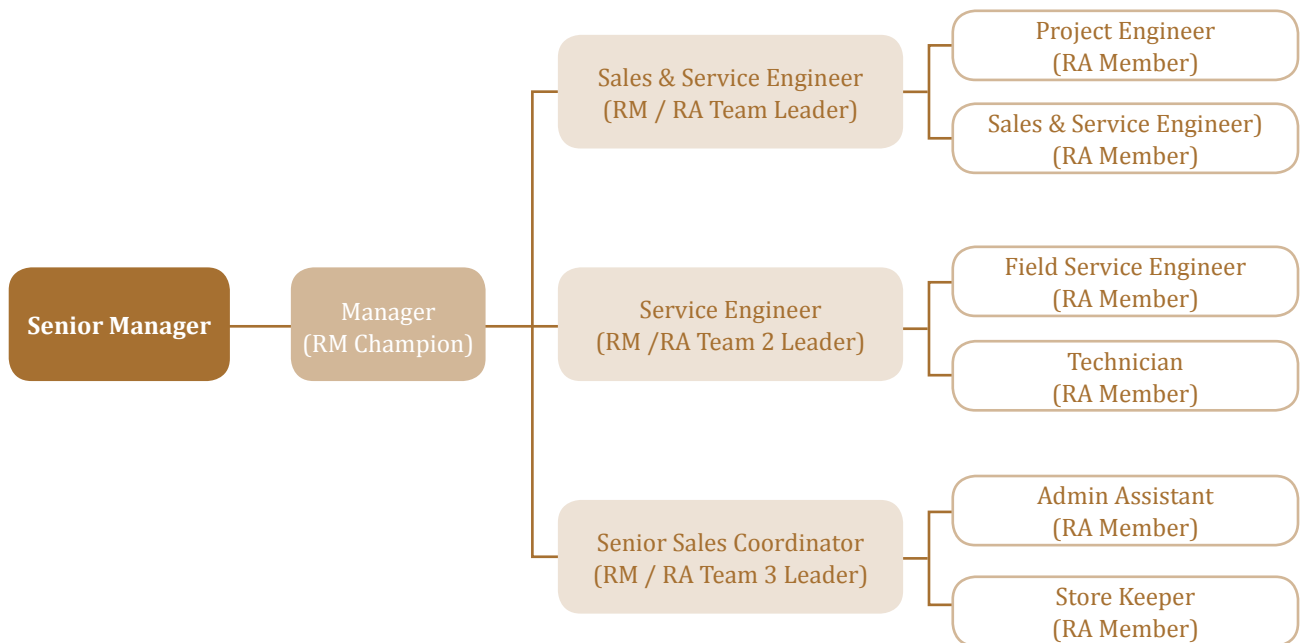 Senior Manager
Manager
(RM Champion)
Sales & Service Engineer
(RM / RA Team Leader)
Project Engineer
(RA Member)
Sales & Service Engineer)
(RA Member)
Service Engineer
(RM /RA Team 2 Leader)
Field Service Engineer
(RA Member)
Technician
(RA Member)
Senior Sales Coordinator
(RM / RA Team 3 Leader)
Admin Assistant
(RA Member)
Store Keeper
(RA Member)